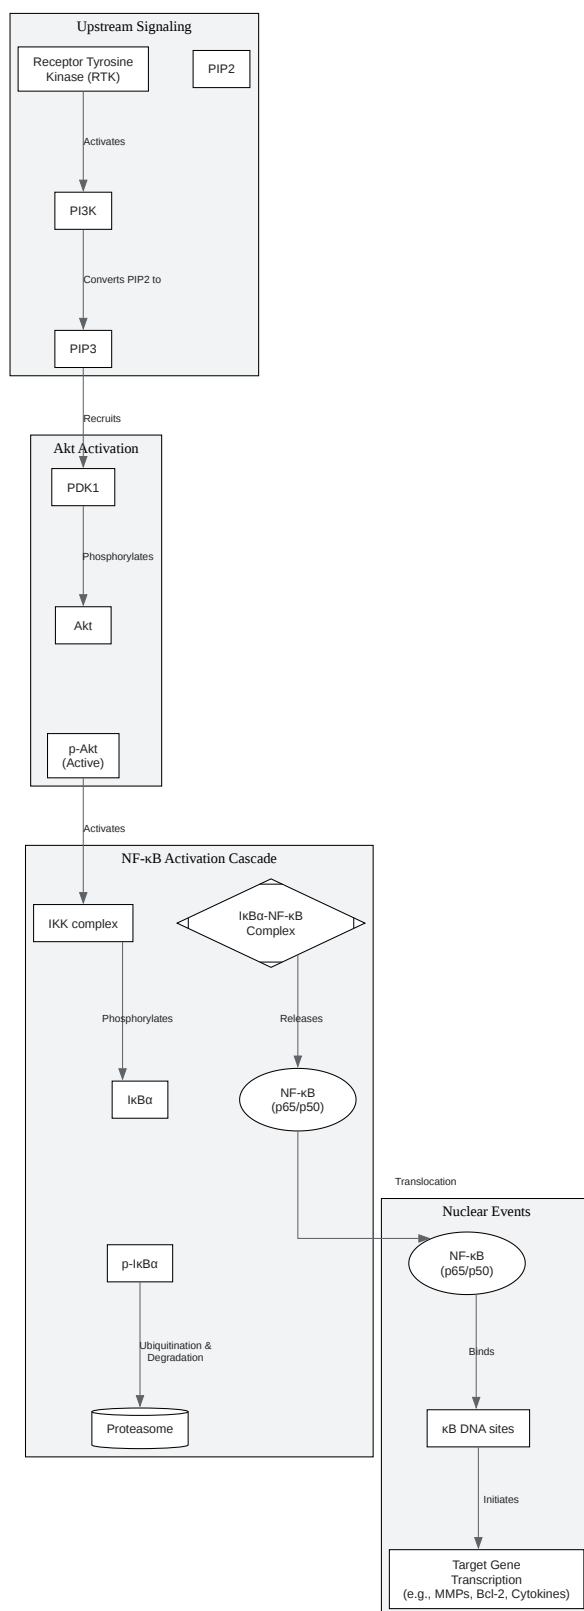 Upstream Signaling
Receptor Tyrosine
Kinase (RTK)
PIP2
Activates
PI3K
Converts PIP2 to
PIP3
Recruits
Akt Activation
PDK1
Phosphorylates
Akt
p-Akt
(Active)
Activates
NF-κB Activation Cascade
IKK complex
IκBα-NF-κB
Complex
Phosphorylates
Releases
IκBα
NF-κB
(p65/p50)
Translocation
Nuclear Events
p-IκBα
NF-κB
(p65/p50)
Ubiquitination &
Degradation
Binds
Proteasome
κB DNA sites
Initiates
Target Gene
Transcription
(e.g., MMPs, Bcl-2, Cytokines)